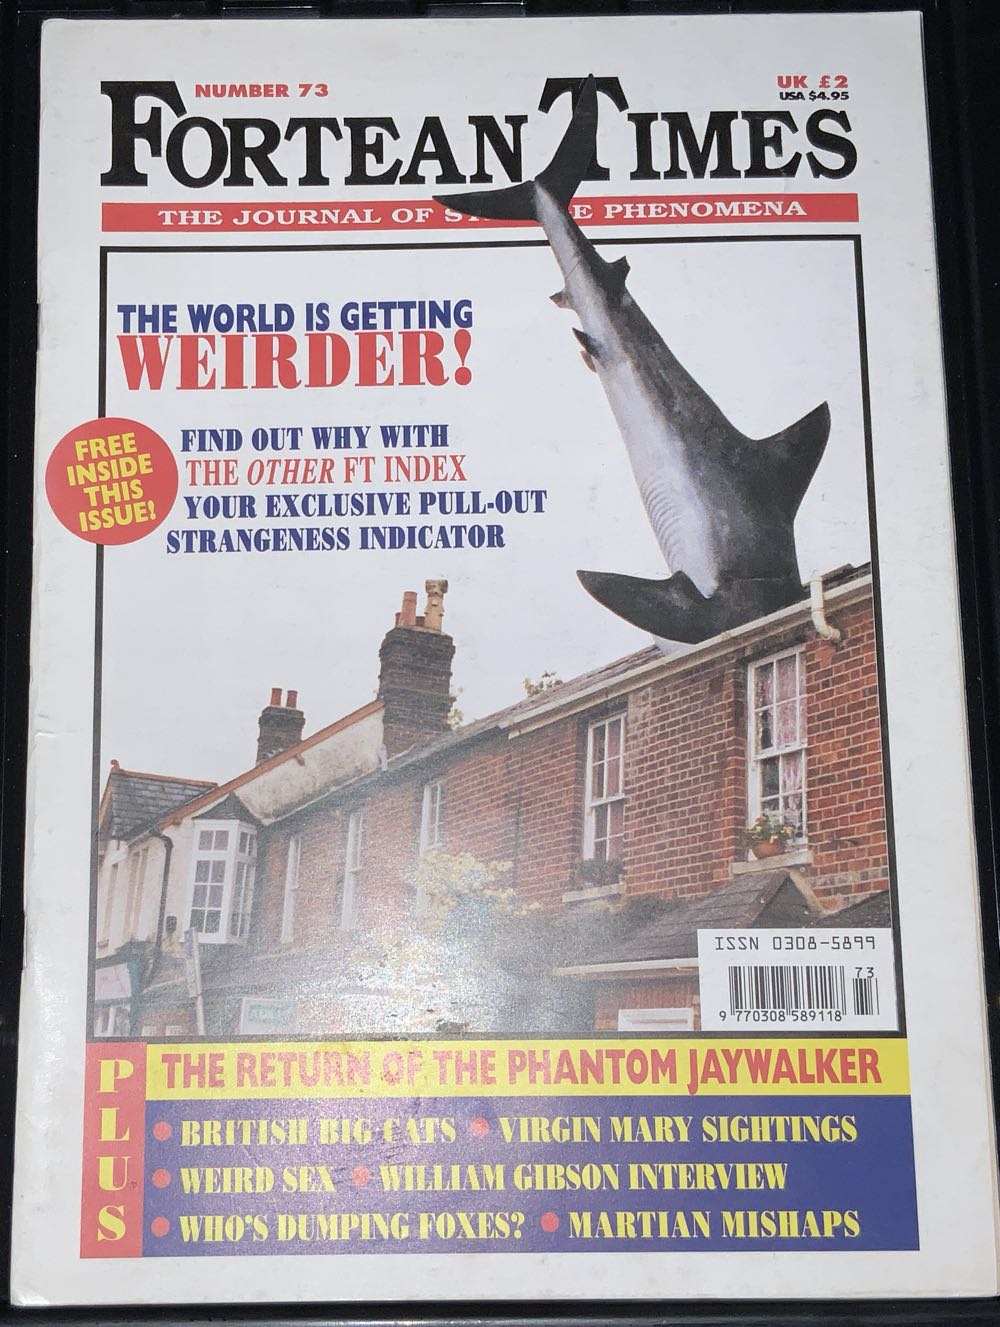 NUMBER 73
UK £2
USA $4.95
FORTEAN TIMES
THE JOURNAL OF PHENOMENA
THE WORLD IS GETTING
WEIRDER!
FREE
INSIDE
THIS
ISSUE!
FIND OUT WHY WITH
THE OTHER FT INDEX
YOUR EXCLUSIVE PULL-OUT
STRANGENESS INDICATOR
ISSN 0308-5899
73
9 770308 589118
PLUS
THE RETURN OF THE PHANTOM JAYWALKER
• BRITISH BIG CATS • VIRGIN MARY SIGHTINGS
• WEIRD SEX • WILLIAM GIBSON INTERVIEW
• WHO'S DUMPING FOXES? • MARTIAN MISHAPS